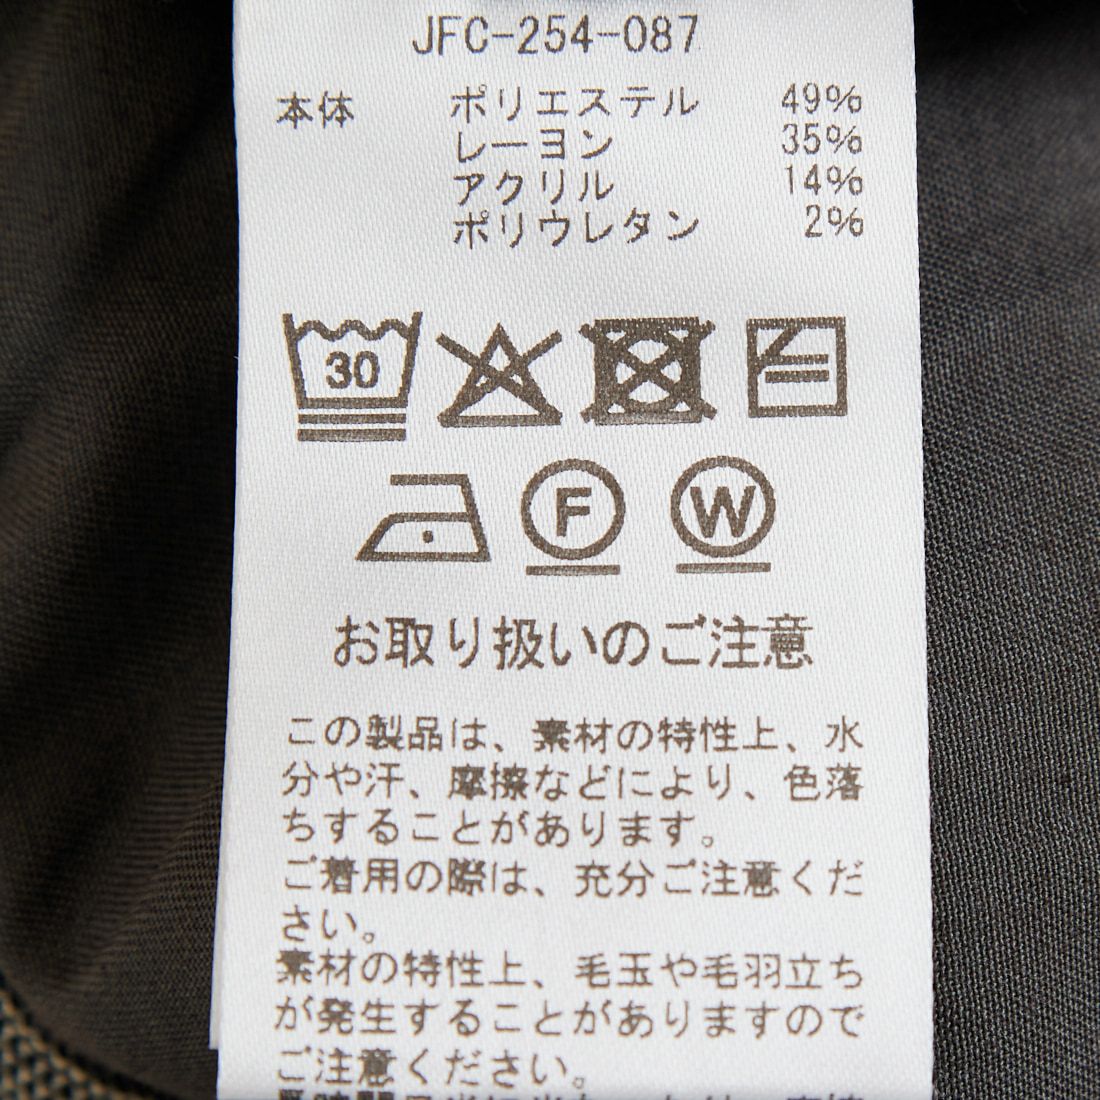 JFC-254-087
本体 ポリエステル 49%
レーヨン 35%
アクリル 14%
ポリウレタン 2%
30
F W
お取り扱いのご注意
この製品は、素材の特性上、水
分や汗、摩擦などにより、色落
ちすることがあります。
ご着用の際は、充分ご注意くだ
さい。
素材の特性上、毛玉や毛羽立ち
が発生することがありますので
ご注意ください。